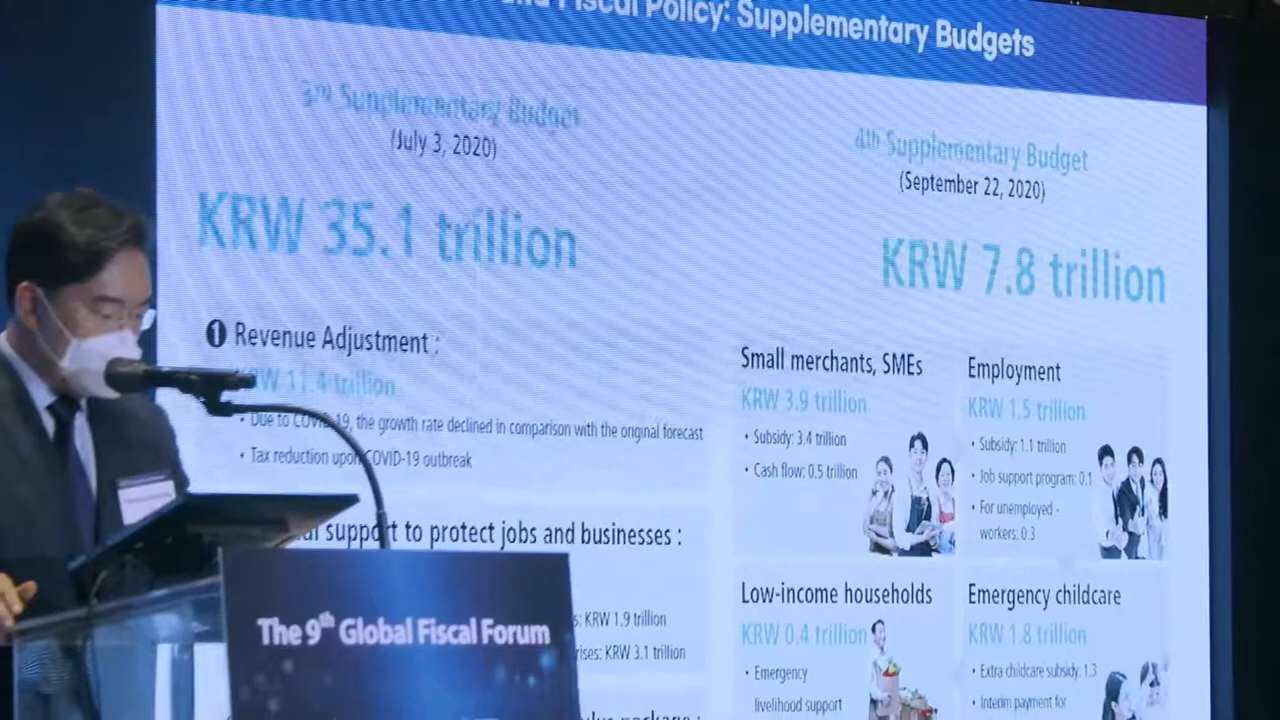 Fiscal Policy: Supplementary Budgets
3rd Supplementary Budget
(July 3, 2020)
KRW 35.1 trillion
❶ Revenue Adjustment :
KRW 11.4 trillion
• Due to COVID-19, the growth rate declined in comparison with the original forecast
• Tax reduction upon COVID-19 outbreak
support to protect jobs and businesses :
KRW 1.9 trillion
KRW 3.1 trillion
package :
4th Supplementary Budget
(September 22, 2020)
KRW 7.8 trillion
Small merchants, SMEs
KRW 3.9 trillion
• Subsidy: 3.4 trillion
• Cash flow: 0.5 trillion
Employment
KRW 1.5 trillion
• Subsidy: 1.1 trillion
• Job support program: 0.1
• For unemployed -
workers: 0.3
Low-income households
KRW 0.4 trillion
• Emergency
livelihood support
Emergency childcare
KRW 1.8 trillion
• Extra childcare subsidy: 1.3
• Interim payment for
The 9th Global Fiscal Forum